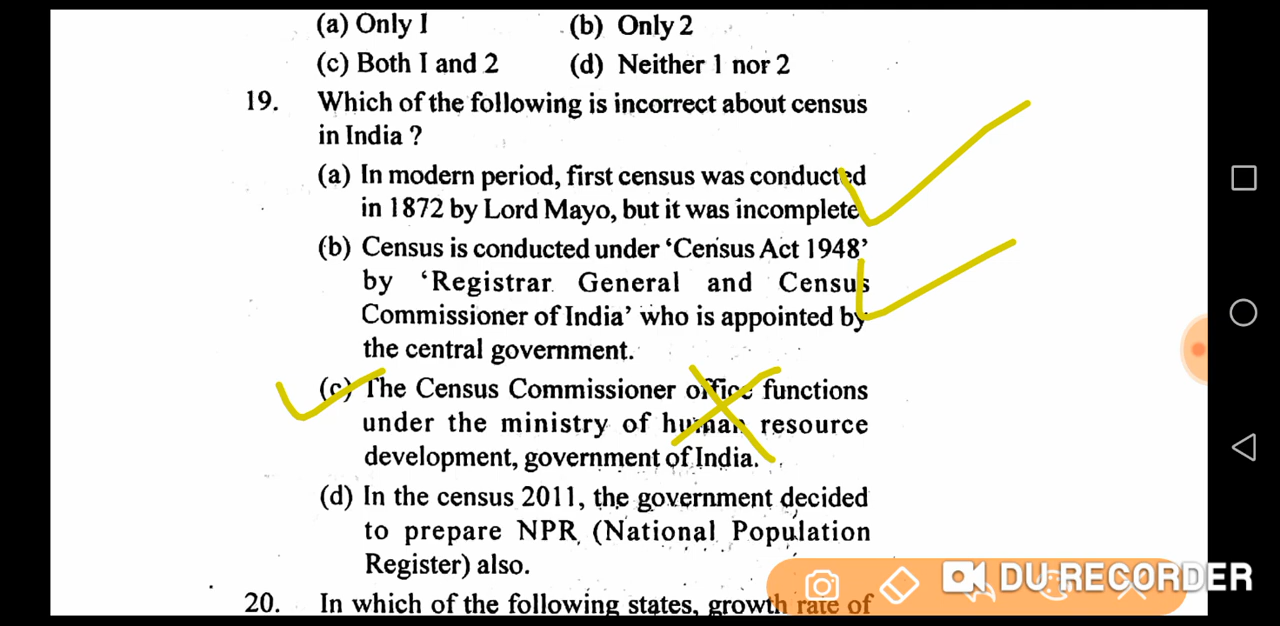 (a) Only I (b) Only 2
(c) Both I and 2 (d) Neither 1 nor 2
19. Which of the following is incorrect about census
in India ?
(a) In modern period, first census was conducted
in 1872 by Lord Mayo, but it was incomplete
(b) Census is conducted under ‘Census Act 1948’
by ‘Registrar General and Census
Commissioner of India’ who is appointed by
the central government.
(c) The Census Commissioner office functions
under the ministry of human resource
development, government of India.
(d) In the census 2011, the government decided
to prepare NPR (National Population
Register) also.
20. In which of the following states, growth rate of
DU RECORDER